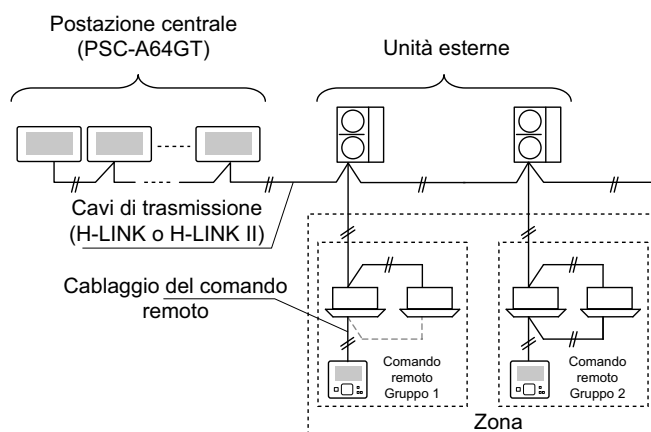 Postazione centrale
(PSC-A64GT)
Unità esterne
Cavi di trasmissione
(H-LINK o H-LINK II)
Cablaggio del comando
remoto
Comando
remoto
Gruppo 1
Comando
remoto
Gruppo 2
Zona